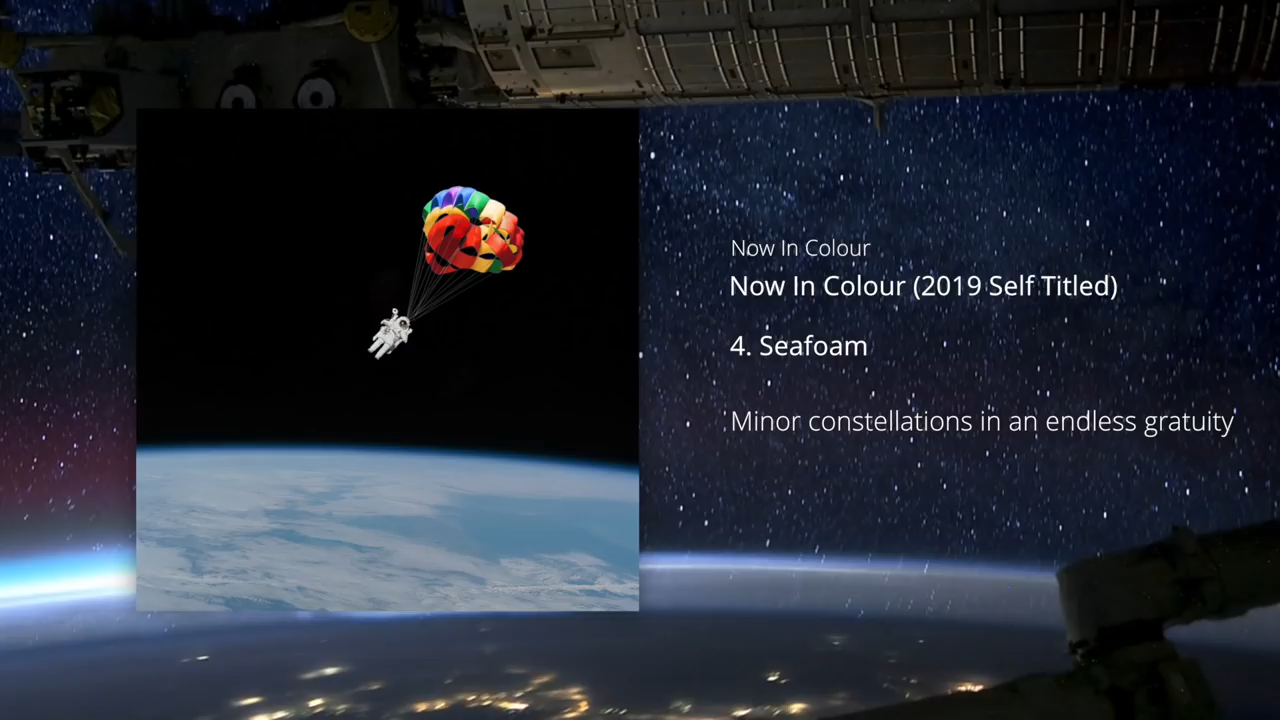 Now In Colour
Now In Colour (2019 Self Titled)
4. Seafoam
Minor constellations in an endless gratuity